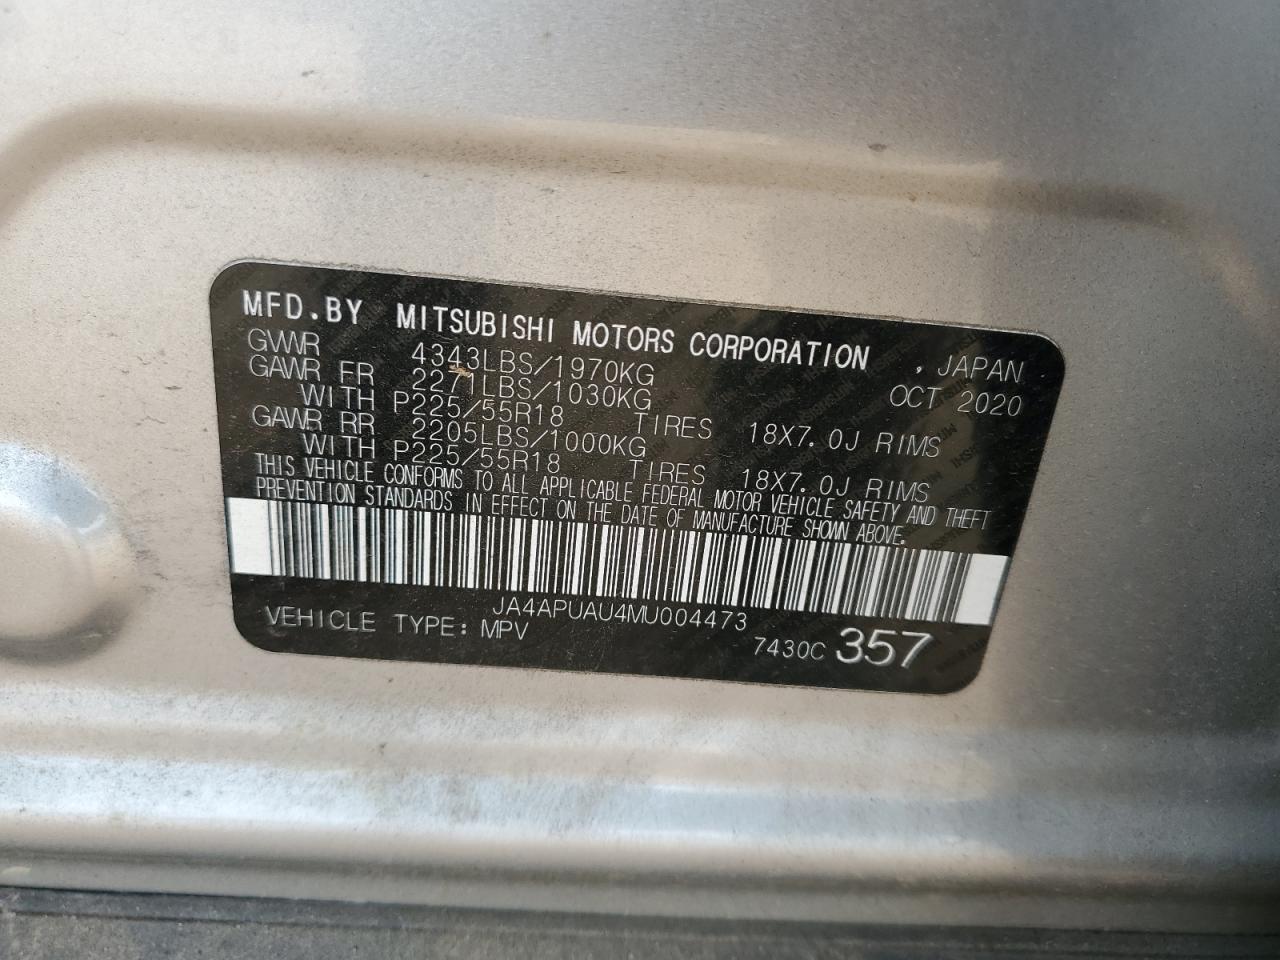 MFD.BY MITSUBISHI MOTORS CORPORATION , JAPAN
GVWR 4343LBS/1970KG OCT 2020
GAWR FR 2271LBS/1030KG
WITH P225/55R18 TIRES 18X7.0J RIMS
GAWR RR 2205LBS/1000KG
WITH P225/55R18 TIRES 18X7.0J RIMS
THIS VEHICLE CONFORMS TO ALL APPLICABLE FEDERAL MOTOR VEHICLE SAFETY AND THEFT
PREVENTION STANDARDS IN EFFECT ON THE DATE OF MANUFACTURE SHOWN ABOVE.
JA4APUAU4MU004473
VEHICLE TYPE: MPV 7430C 357